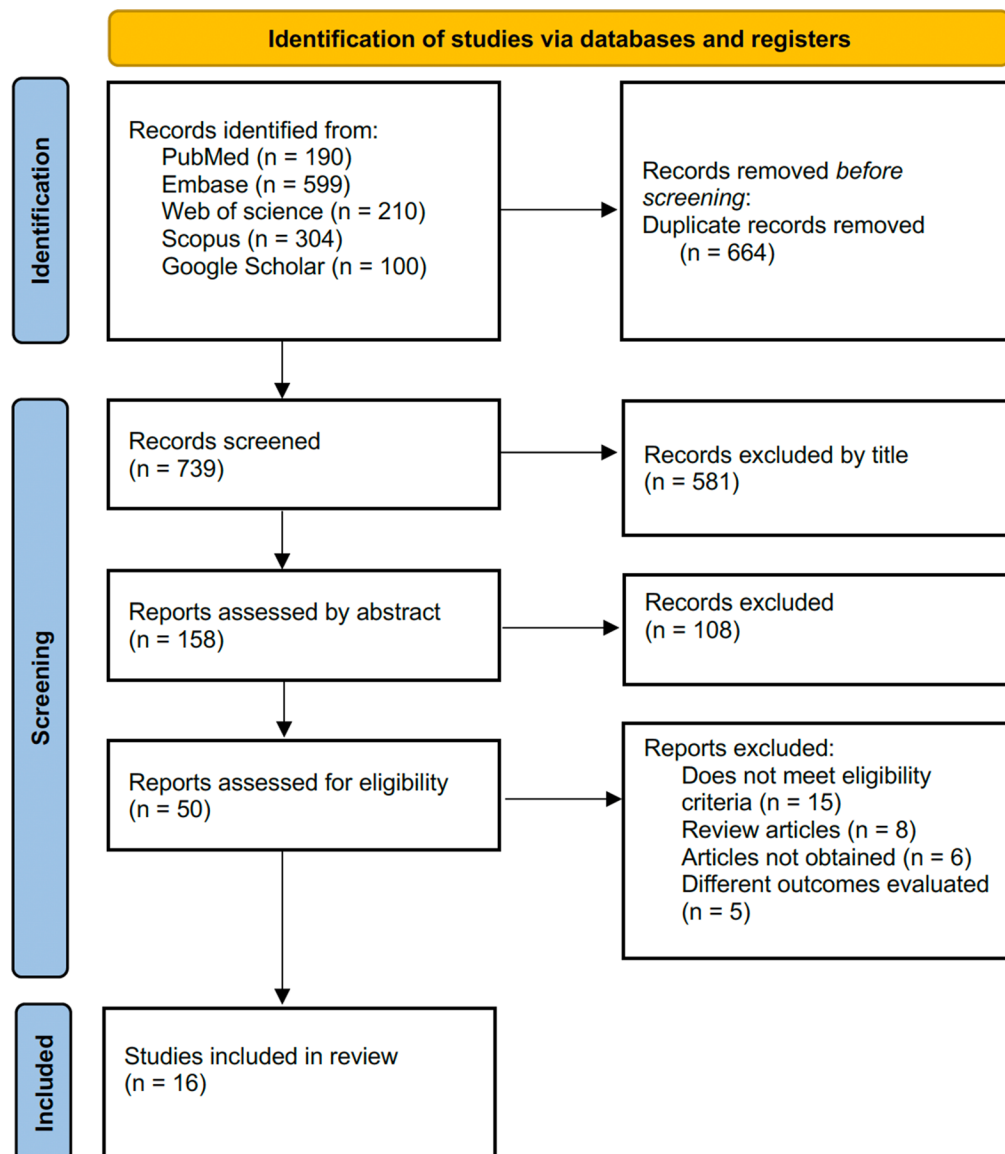 Identification of studies via databases and registers
Identification
Records identified from:
PubMed (n = 190)
Embase (n = 599)
Web of science (n = 210)
Scopus (n = 304)
Google Scholar (n = 100)
Records removed before
screening:
Duplicate records removed
(n = 664)
Screening
Records screened
(n = 739)
Records excluded by title
(n = 581)
Reports assessed by abstract
(n = 158)
Records excluded
(n = 108)
Reports assessed for eligibility
(n = 50)
Reports excluded:
Does not meet eligibility
criteria (n = 15)
Review articles (n = 8)
Articles not obtained (n = 6)
Different outcomes evaluated
(n = 5)
Included
Studies included in review
(n = 16)